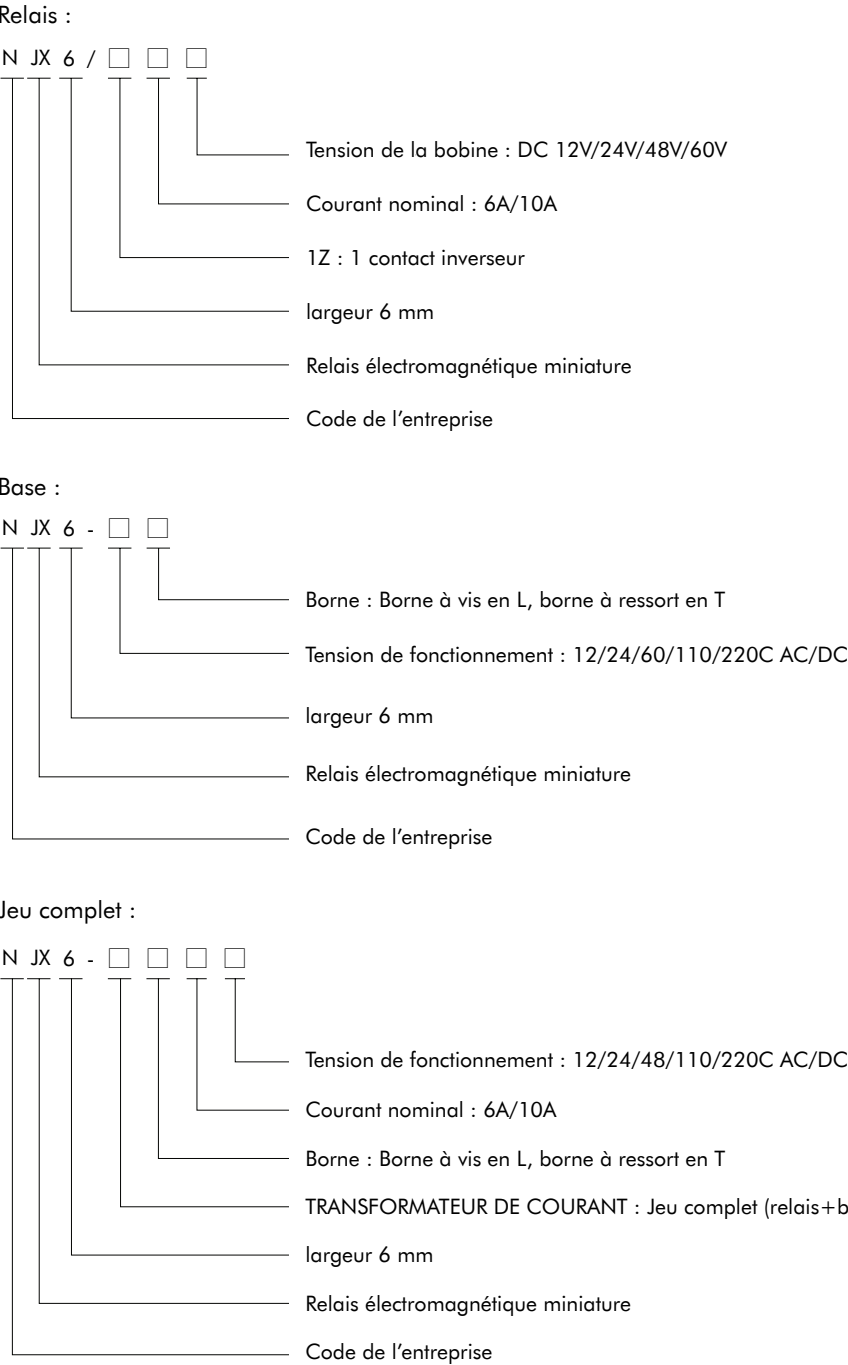 Relais :
N JX 6 / □ □ □
Tension de la bobine : DC 12V/24V/48V/60V
Courant nominal : 6A/10A
1Z : 1 contact inverseur
largeur 6 mm
Relais électromagnétique miniature
Code de l'entreprise
Base :
N JX 6 - □ □
Borne : Borne à vis en L, borne à ressort en T
Tension de fonctionnement : 12/24/60/110/220C AC/DC
largeur 6 mm
Relais électromagnétique miniature
Code de l'entreprise
Jeu complet :
N JX 6 - □ □ □ □
Tension de fonctionnement : 12/24/48/110/220C AC/DC
Courant nominal : 6A/10A
Borne : Borne à vis en L, borne à ressort en T
TRANSFORMATEUR DE COURANT : Jeu complet (relais+b
largeur 6 mm
Relais électromagnétique miniature
Code de l'entreprise